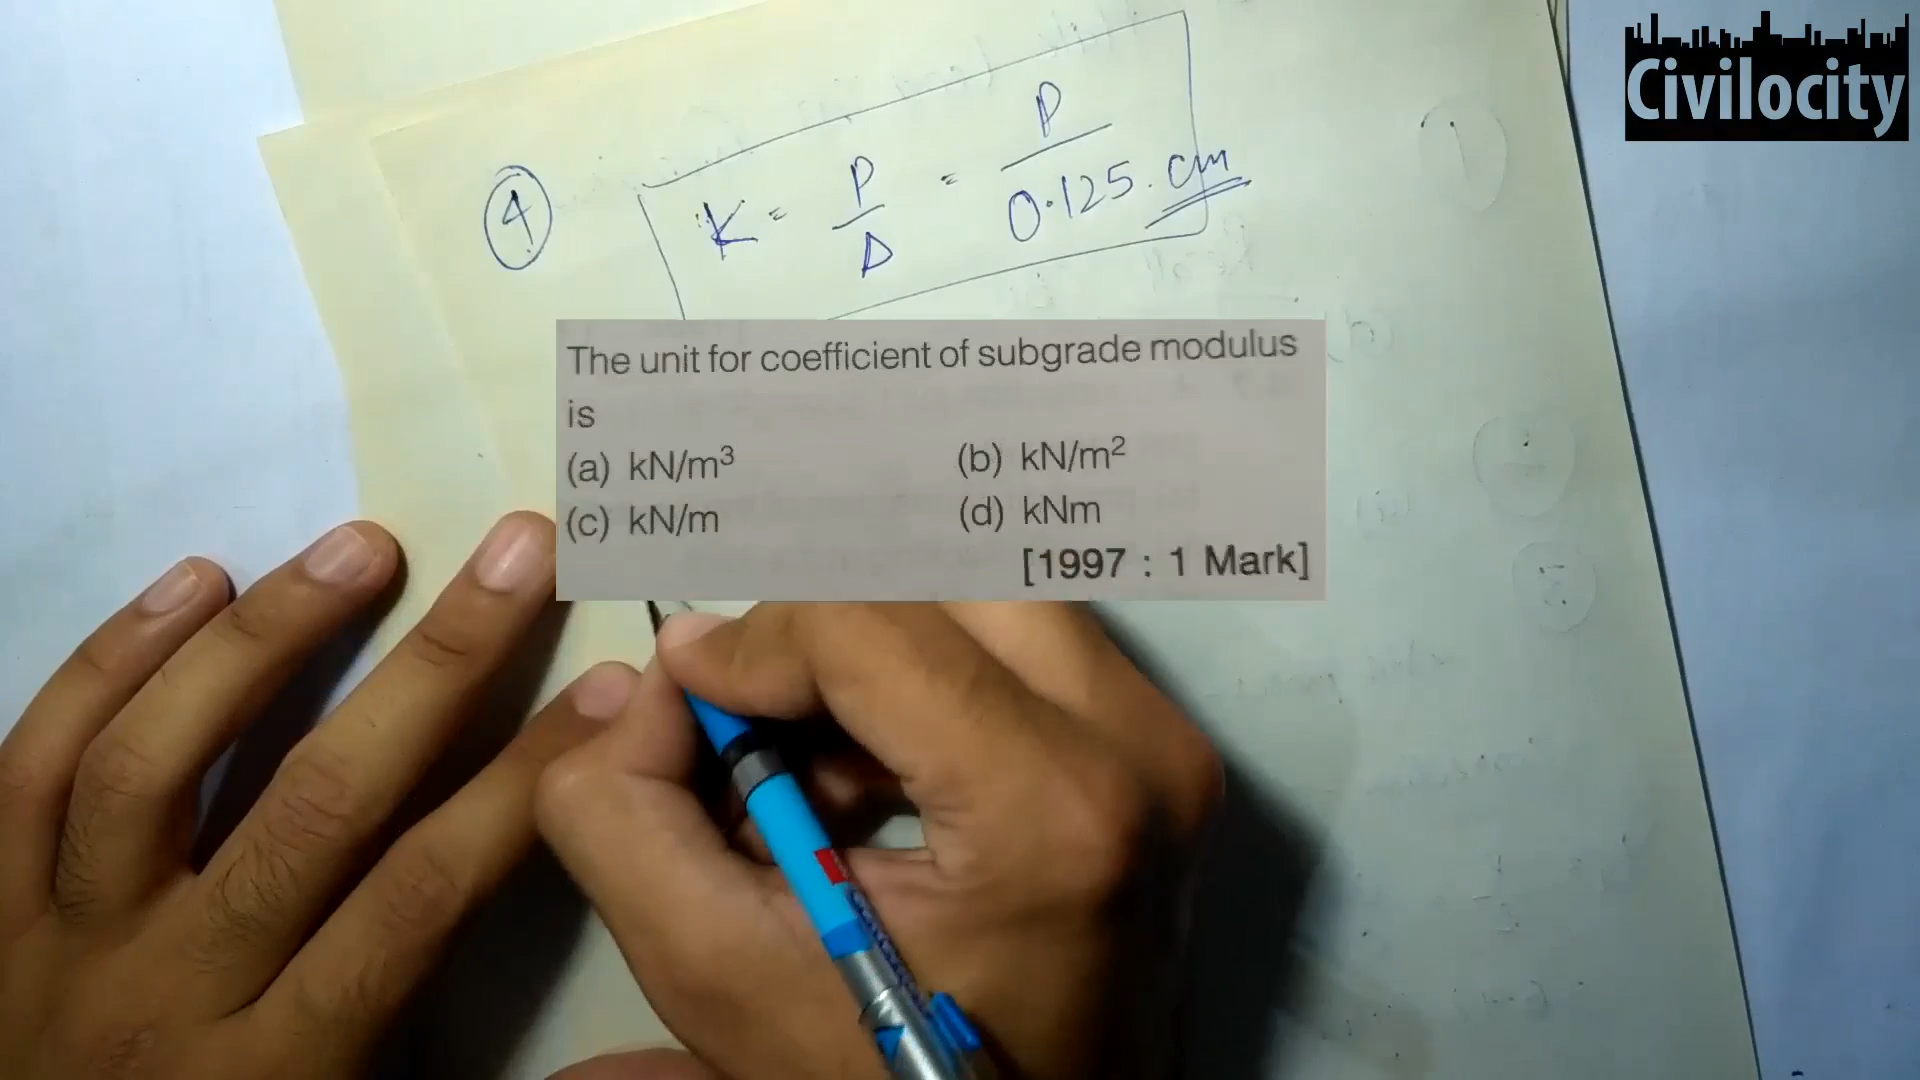 Civilocity
④ K = P/Δ = P/0.125 cm
The unit for coefficient of subgrade modulus
is
(a) kN/m³ (b) kN/m²
(c) kN/m (d) kNm
[1997 : 1 Mark]